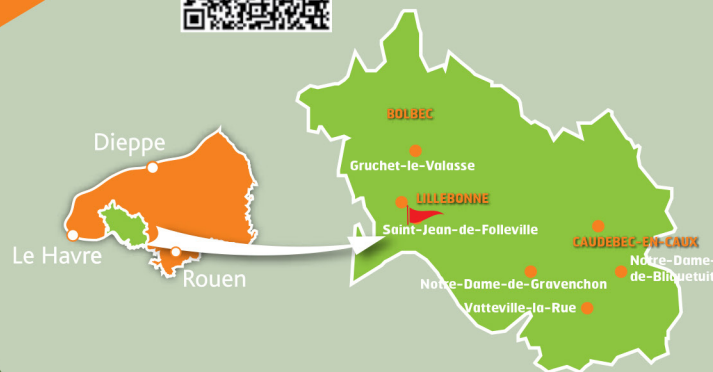 Dieppe
Le Havre
Rouen
BOLBEC
Gruchet-le-Valasse
LILLEBONNE
Saint-Jean-de-Folleville
CAUDEBEC-EN-CAUX
Notre-Dame-
de-Bliquetuit
Notre-Dame-de-Gravenchon
Vatteville-la-Rue